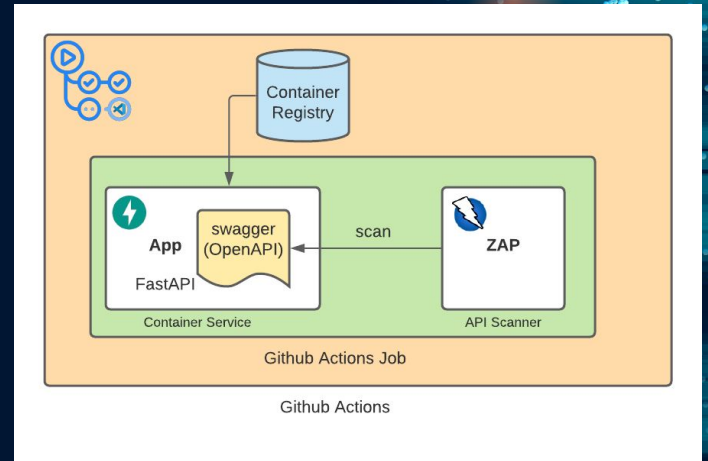 Container
Registry
swagger
(OpenAPI)
App
FastAPI
scan
ZAP
Container Service
API Scanner
Github Actions Job
Github Actions